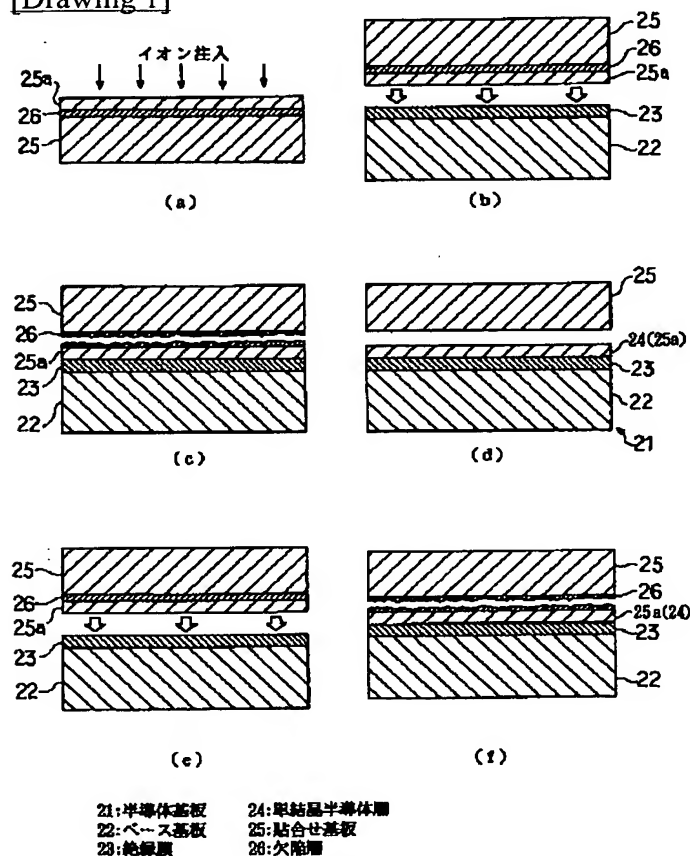 [Drawing 1]
イオン注入
25a
26
25
(a)
25
26
25a
23
22
(b)
25
26
25a
23
22
(c)
25
24(25a)
23
22
21
(d)
25
26
25a
23
22
(e)
25
26
25a(24)
23
22
(f)
21:半導体基板 24:単結晶半導体層
22:ベース基板 25:貼合せ基板
23:絶縁膜 26:欠陥層